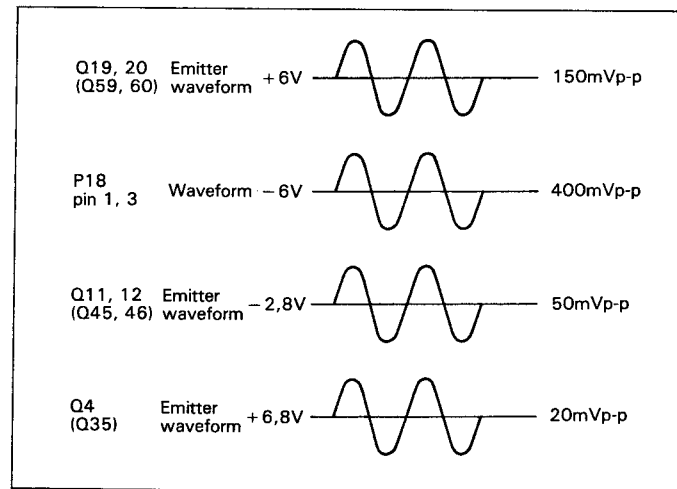 Q19, 20 Emitter
(Q59, 60) waveform +6V 150mVp-p
P18 Waveform -6V 400mVp-p
pin 1, 3
Q11, 12 Emitter
(Q45, 46) waveform -2,8V 50mVp-p
Q4 Emitter
(Q35) waveform +6,8V 20mVp-p